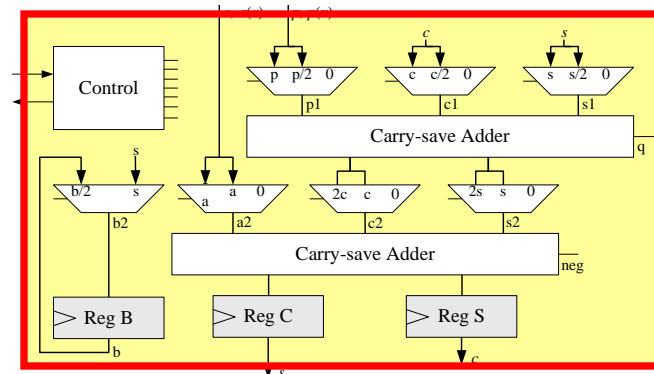 c
s
p p/2 0
c c/2 0
s s/2 0
Control
p1
c1
s1
Carry-save Adder
q
s
b/2 s
a a 0
2c c 0
2s s 0
b2
a2
c2
s2
Carry-save Adder
neg
Reg B
Reg C
Reg S
b
s
c